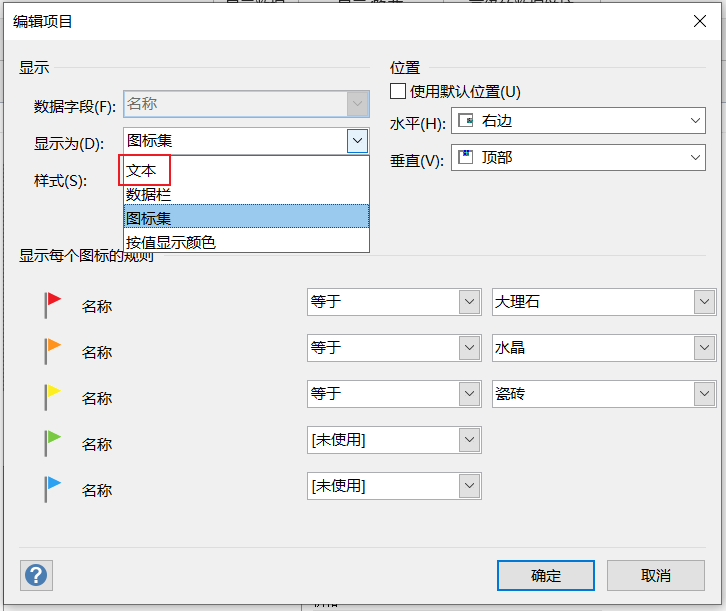 编辑项目
显示
位置
数据字段(F): 名称
使用默认位置(U)
显示为(D): 图标集
水平(H): 右边
文本
垂直(V): 顶部
样式(S):
数据栏
图标集
按值显示颜色
显示每个图标的规则
名称 等于 大理石
名称 等于 水晶
名称 等于 瓷砖
名称 [未使用]
名称 [未使用]
? 确定 取消